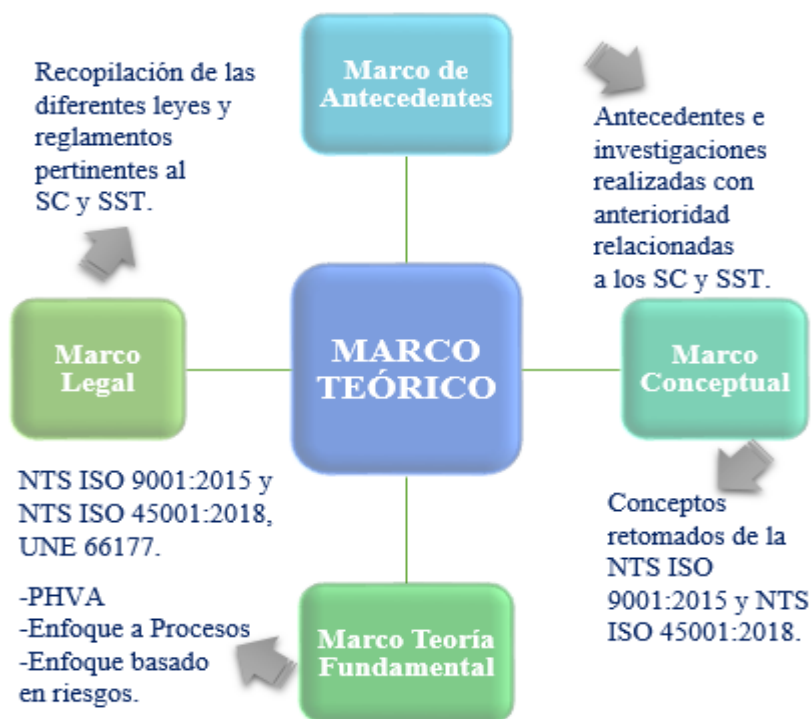 Marco de
Antecedentes
Recopilación de las
diferentes leyes y
reglamentos
pertinentes al
SC y SST.
Antecedentes e
investigaciones
realizadas con
anterioridad
relacionadas
a los SC y SST.
Marco
Legal
MARCO
TEÓRICO
Marco
Conceptual
NTS ISO 9001:2015 y
NTS ISO 45001:2018,
UNE 66177.
-PHVA
-Enfoque a Procesos
-Enfoque basado
en riesgos.
Marco Teoría
Fundamental
Conceptos
retomados de la
NTS ISO
9001:2015 y NTS
ISO 45001:2018.